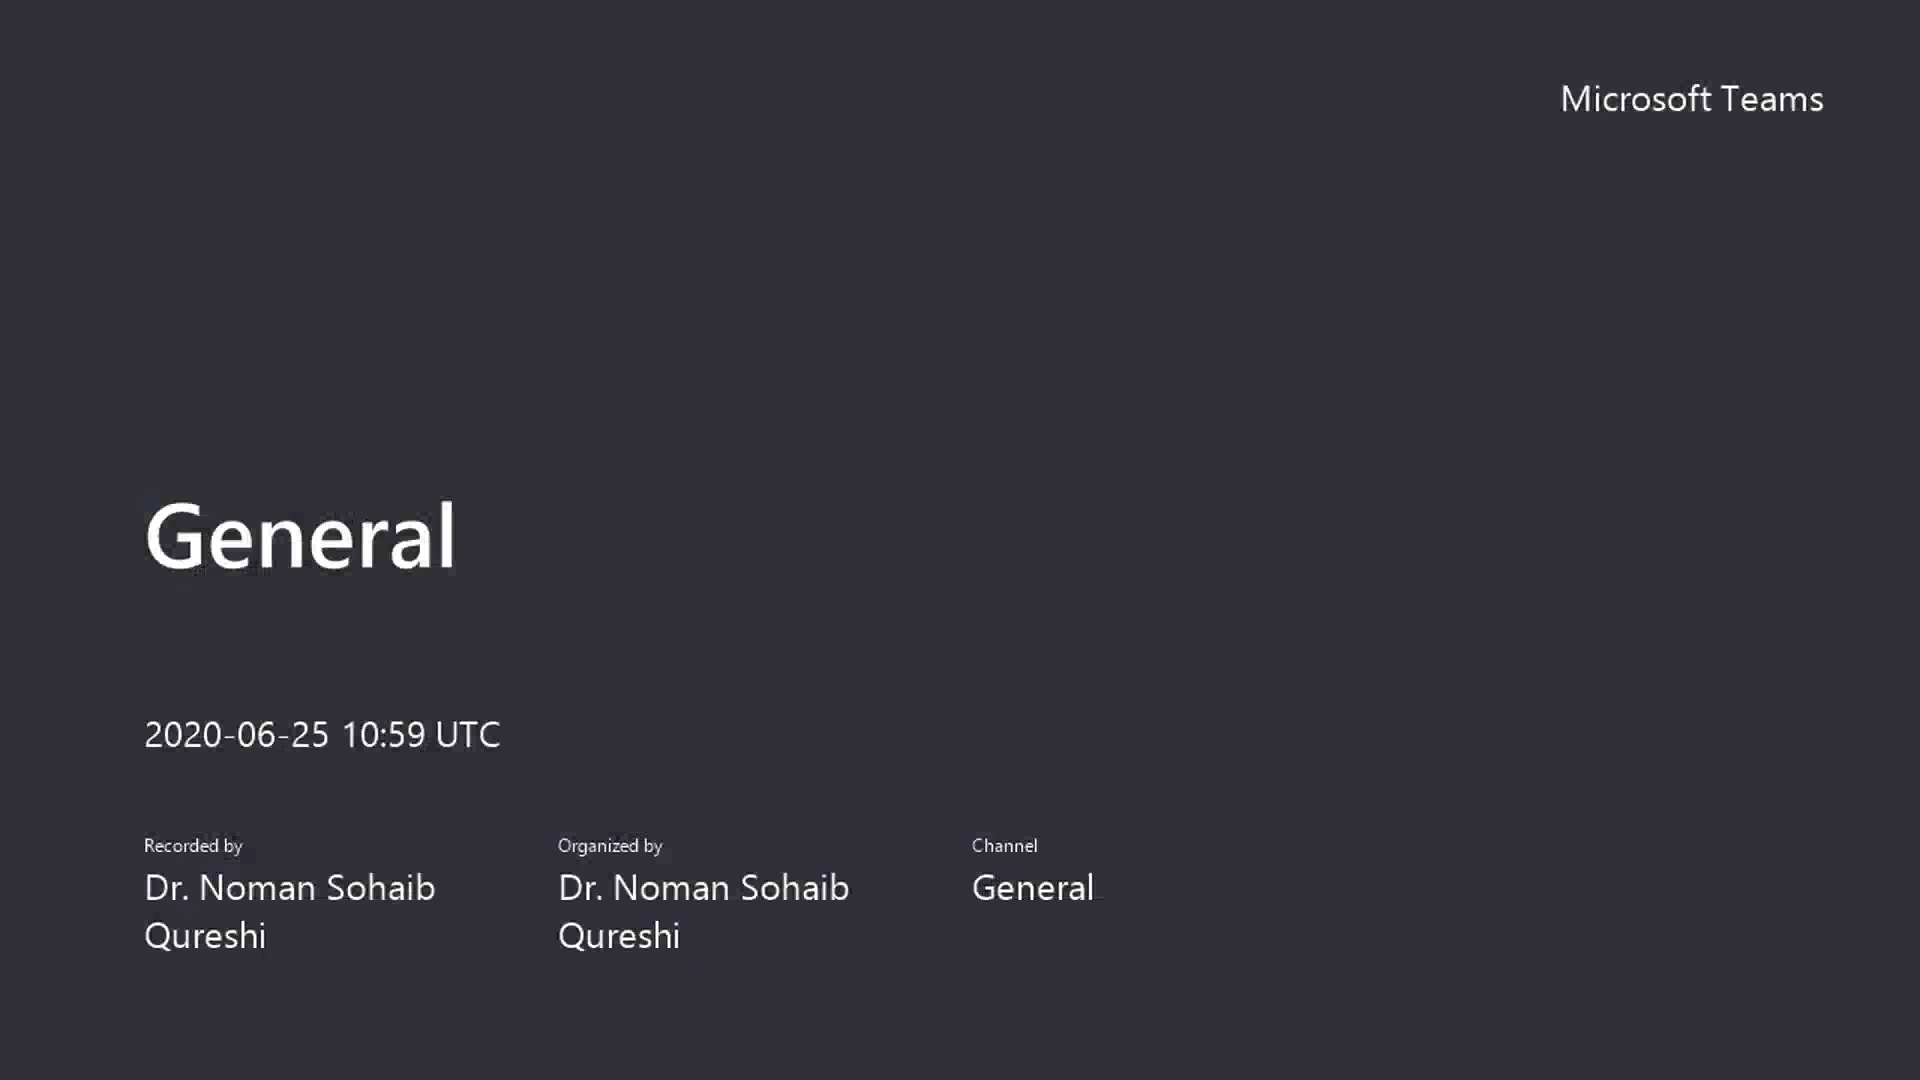 Microsoft Teams
General
2020-06-25 10:59 UTC
Recorded by
Dr. Noman Sohaib
Qureshi
Organized by
Dr. Noman Sohaib
Qureshi
Channel
General